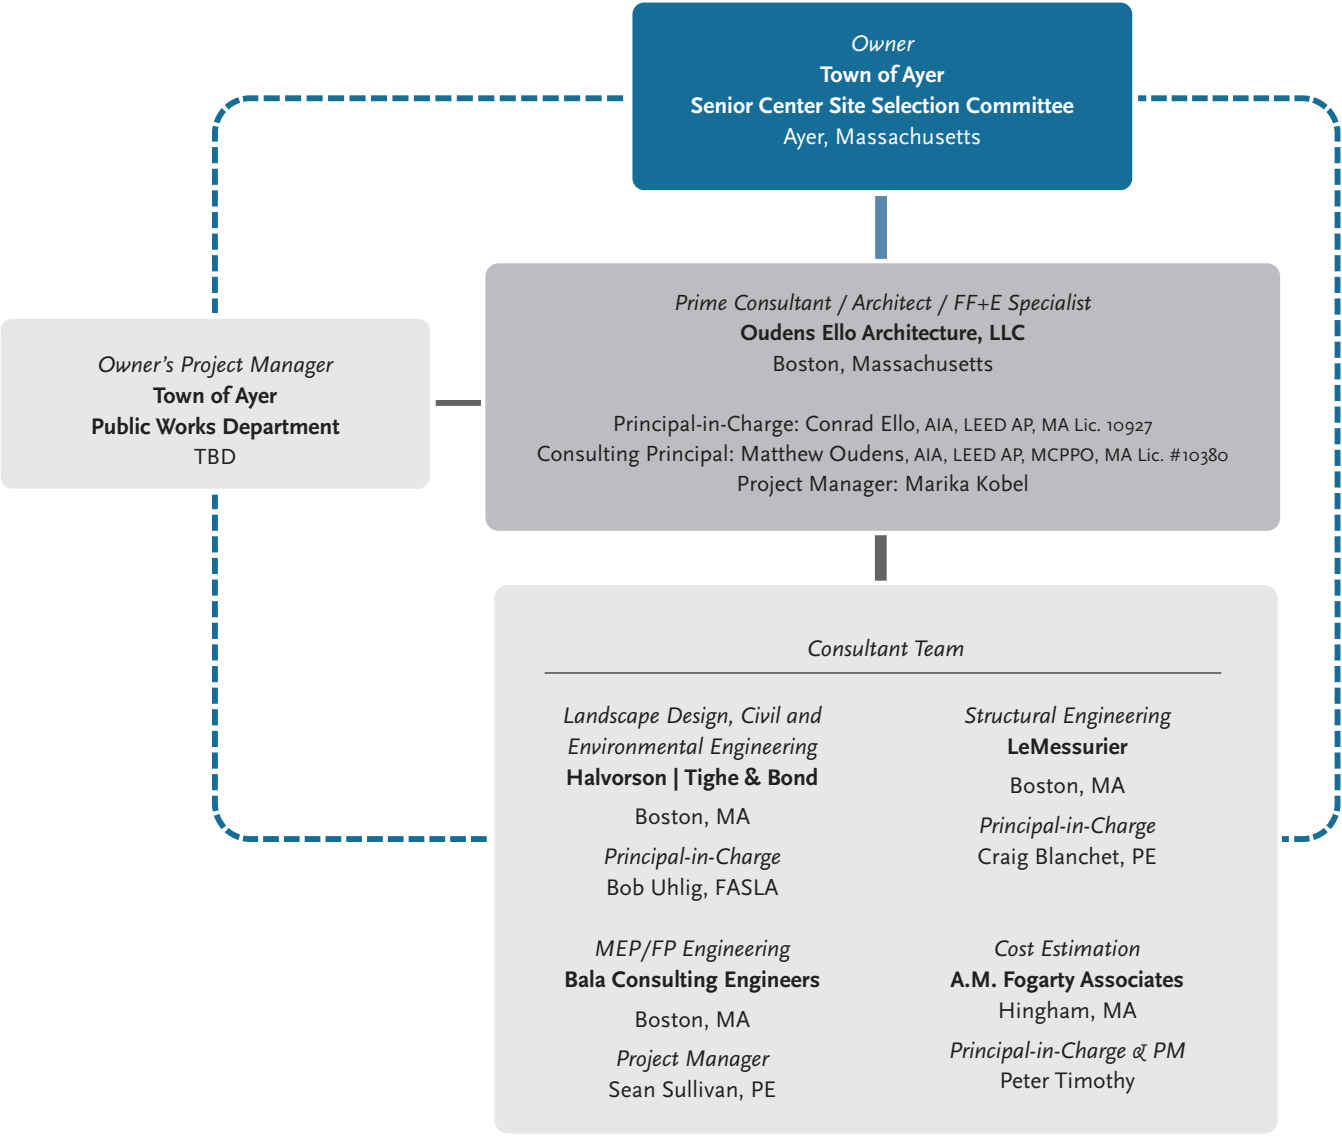 Owner
Town of Ayer
Senior Center Site Selection Committee
Ayer, Massachusetts
Owner’s Project Manager
Town of Ayer
Public Works Department
TBD
Prime Consultant / Architect / FF+E Specialist
Oudens Ello Architecture, LLC
Boston, Massachusetts
Principal-in-Charge: Conrad Ello, AIA, LEED AP, MA Lic. 10927
Consulting Principal: Matthew Oudens, AIA, LEED AP, MCPPO, MA Lic. #10380
Project Manager: Marika Kobel
Consultant Team
Landscape Design, Civil and
Environmental Engineering
Halvorson | Tighe & Bond
Boston, MA
Principal-in-Charge
Bob Uhlig, FASLA
Structural Engineering
LeMessurier
Boston, MA
Principal-in-Charge
Craig Blanchet, PE
MEP/FP Engineering
Bala Consulting Engineers
Boston, MA
Project Manager
Sean Sullivan, PE
Cost Estimation
A.M. Fogarty Associates
Hingham, MA
Principal-in-Charge & PM
Peter Timothy